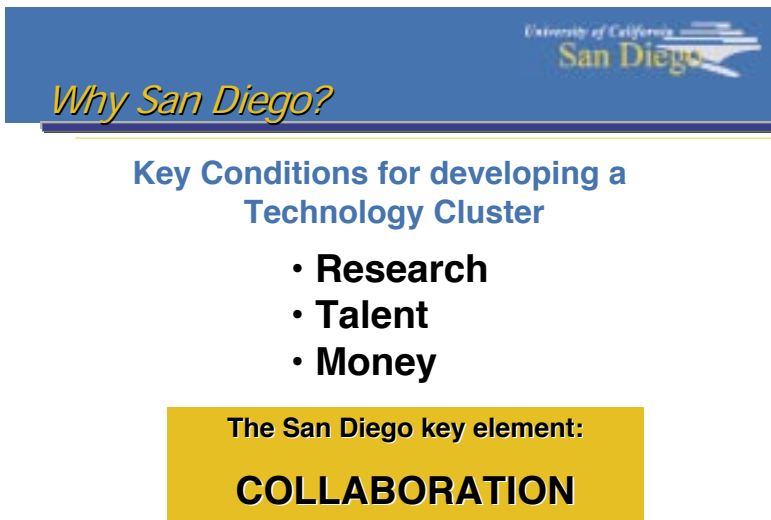 University of California
San Diego
Why San Diego?
Key Conditions for developing a
Technology Cluster
• Research
• Talent
• Money
The San Diego key element:
COLLABORATION